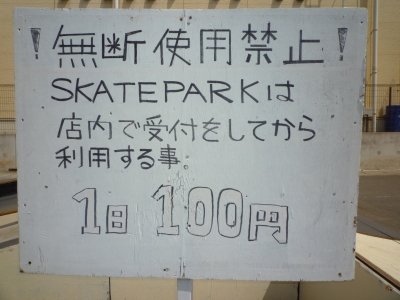 ！無断使用禁止！
SKATEPARKは
店内で受付をしてから
利用する事。
1日 100円